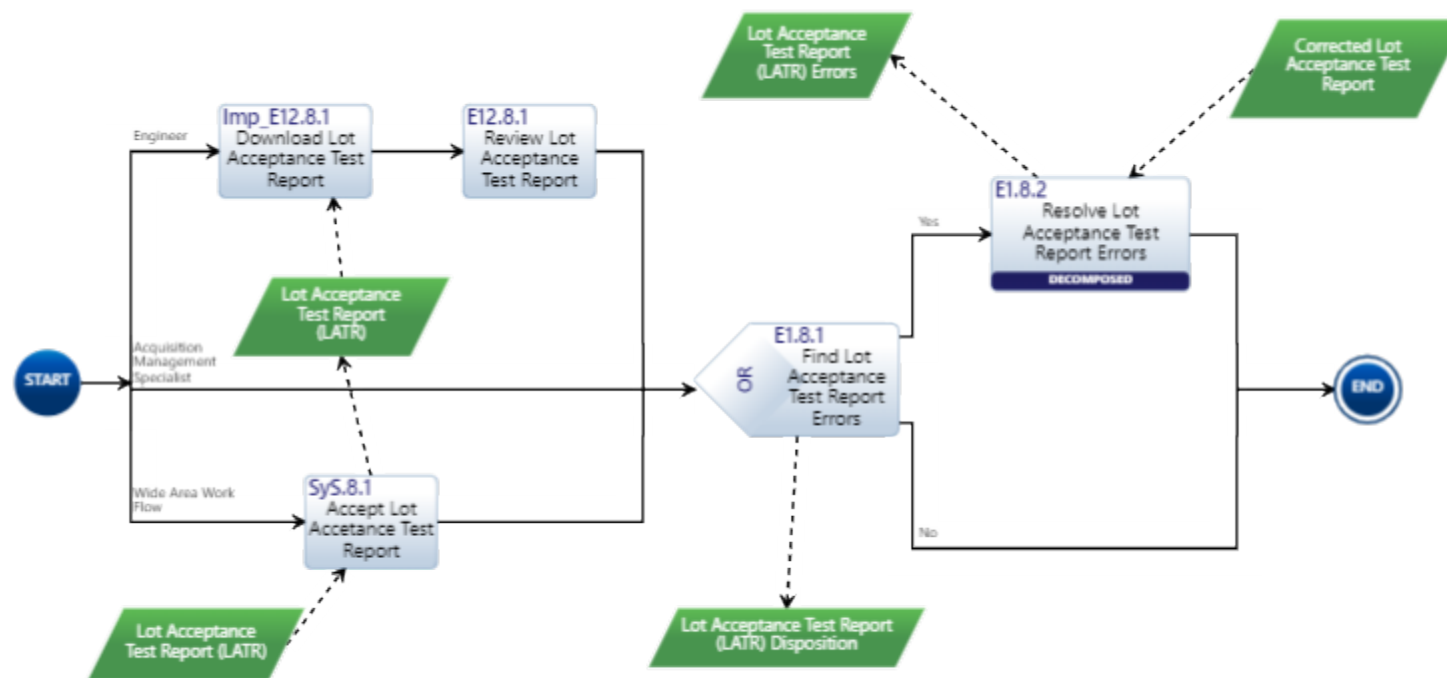 Lot Acceptance
Test Report
(LATR) Errors
Corrected Lot
Acceptance Test
Report
Engineer
Imp_E12.8.1
Download Lot
Acceptance Test
Report
E12.8.1
Review Lot
Acceptance
Test Report
E1.8.2
Resolve Lot
Acceptance Test
Report Errors
DECOMPOSED
Yes
Lot Acceptance
Test Report
(LATR)
START
Acquisition
Management
Specialist
OR
E1.8.1
Find Lot
Acceptance
Test Report
Errors
END
Wide Area Work
Flow
SyS.8.1
Accept Lot
Accetance Test
Report
No
Lot Acceptance
Test Report (LATR)
Lot Acceptance Test Report
(LATR) Disposition